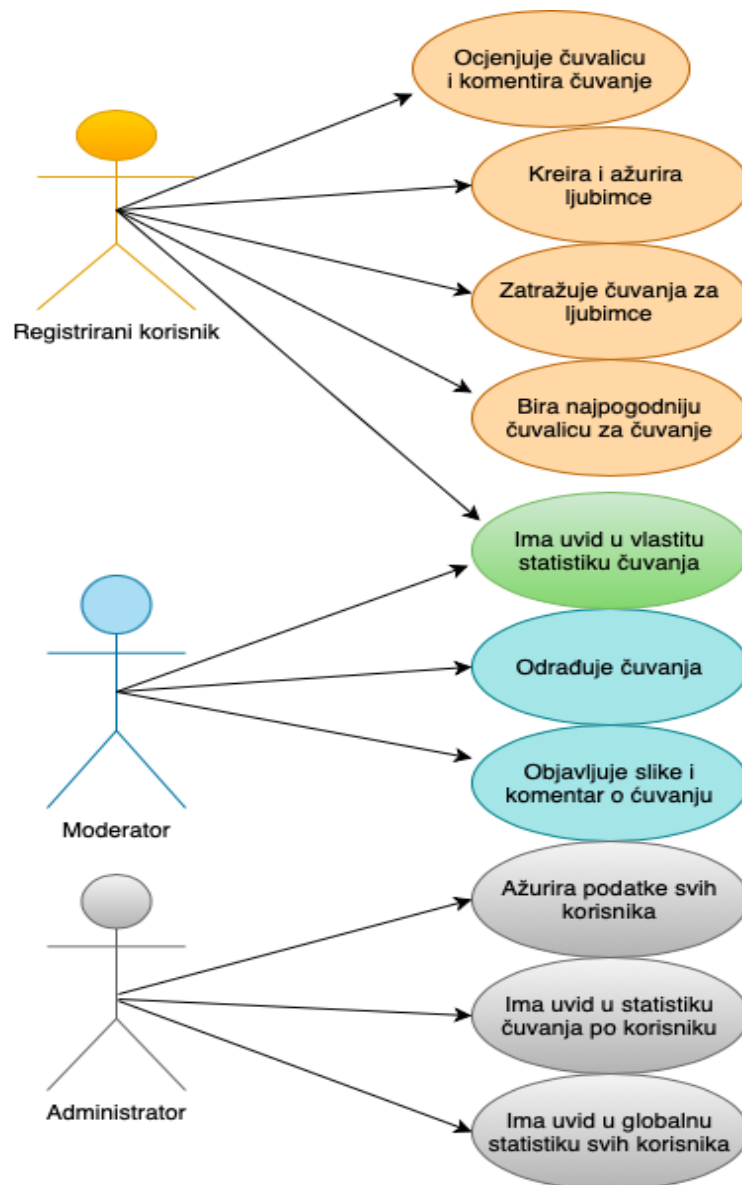 Ocjenjuje čuvalicu
i komentira čuvanje
Kreira i ažurira
ljubimce
Zatražuje čuvanja za
ljubimce
Registrirani korisnik
Bira najpogodniju
čuvalicu za čuvanje
Ima uvid u vlastitu
statistiku čuvanja
Odrađuje čuvanja
Objavljuje slike i
komentar o ćuvanju
Moderator
Ažurira podatke svih
korisnika
Ima uvid u statistiku
čuvanja po korisniku
Administrator
Ima uvid u globalnu
statistiku svih korisnika